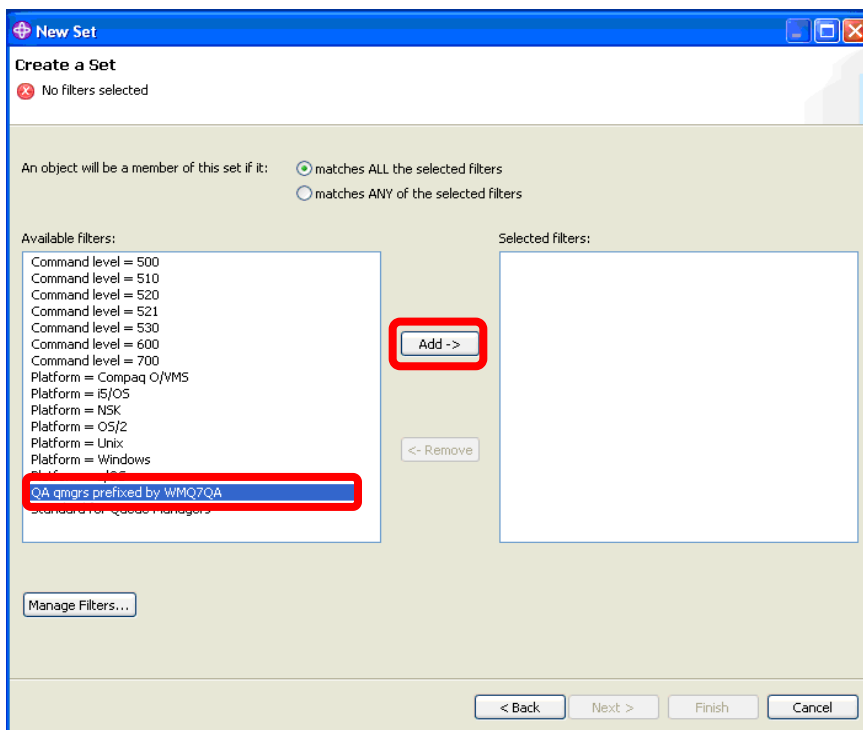 New Set
Create a Set
No filters selected
An object will be a member of this set if it:
matches ALL the selected filters
matches ANY of the selected filters
Available filters:
Selected filters:
Command level = 500
Command level = 510
Command level = 520
Command level = 521
Command level = 530
Command level = 600
Command level = 700
Platform = Compaq O/VMS
Platform = i5/OS
Platform = NSK
Platform = OS/2
Platform = Unix
Platform = Windows
QA qmgrs prefixed by WMQ7QA
Standard for Queue Managers
Add ->
<- Remove
Manage Filters...
< Back
Next >
Finish
Cancel